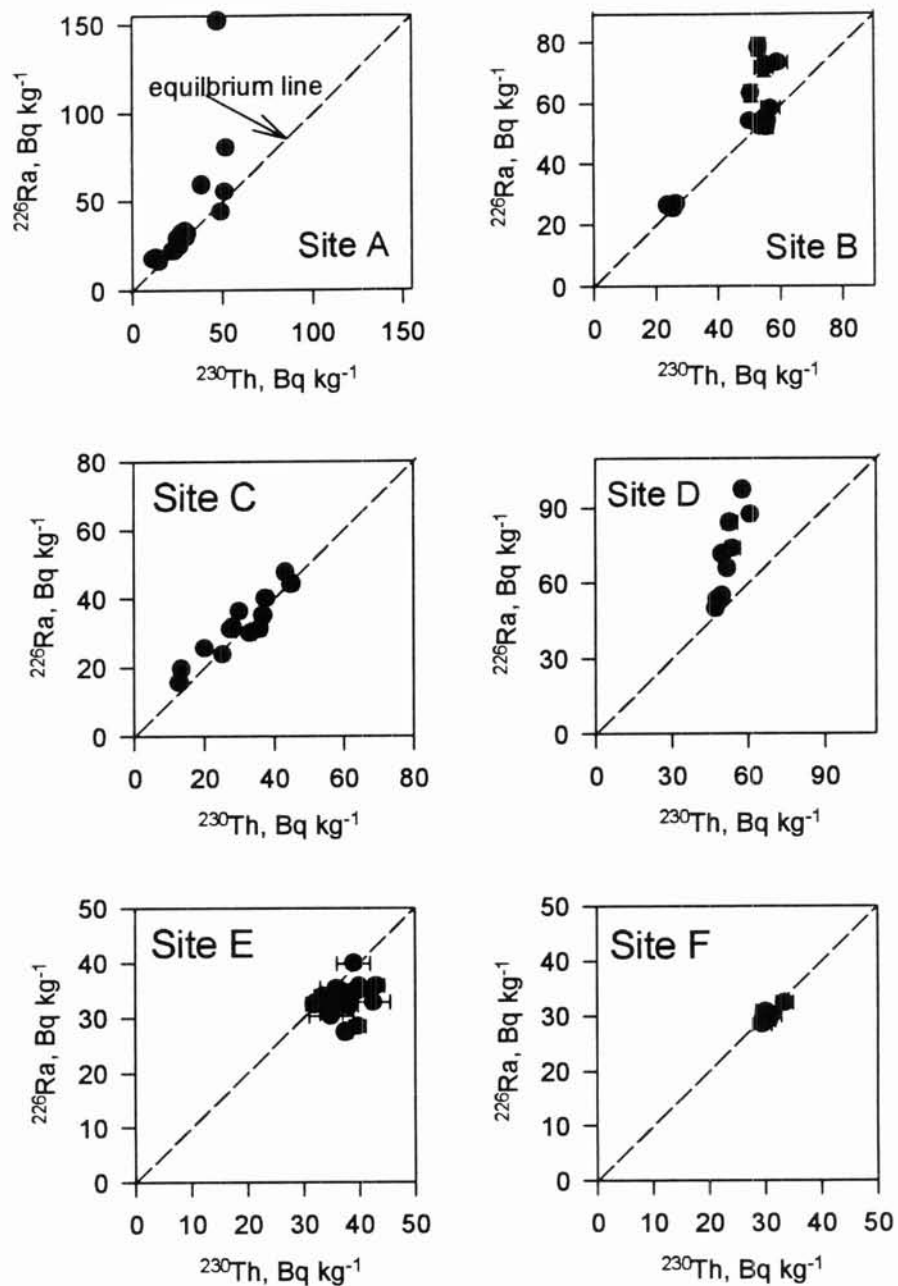 150
100
50
0
²²⁶Ra, Bq kg⁻¹
equilbrium line
Site A
0 50 100 150
²³⁰Th, Bq kg⁻¹
80
60
40
20
0
²²⁶Ra, Bq kg⁻¹
Site B
0 20 40 60 80
²³⁰Th, Bq kg⁻¹
80
60
40
20
0
²²⁶Ra, Bq kg⁻¹
Site C
0 20 40 60 80
²³⁰Th, Bq kg⁻¹
90
60
30
0
²²⁶Ra, Bq kg⁻¹
Site D
0 30 60 90
²³⁰Th, Bq kg⁻¹
50
40
30
20
10
0
²²⁶Ra, Bq kg⁻¹
Site E
0 10 20 30 40 50
²³⁰Th, Bq kg⁻¹
50
40
30
20
10
0
²²⁶Ra, Bq kg⁻¹
Site F
0 10 20 30 40 50
²³⁰Th, Bq kg⁻¹